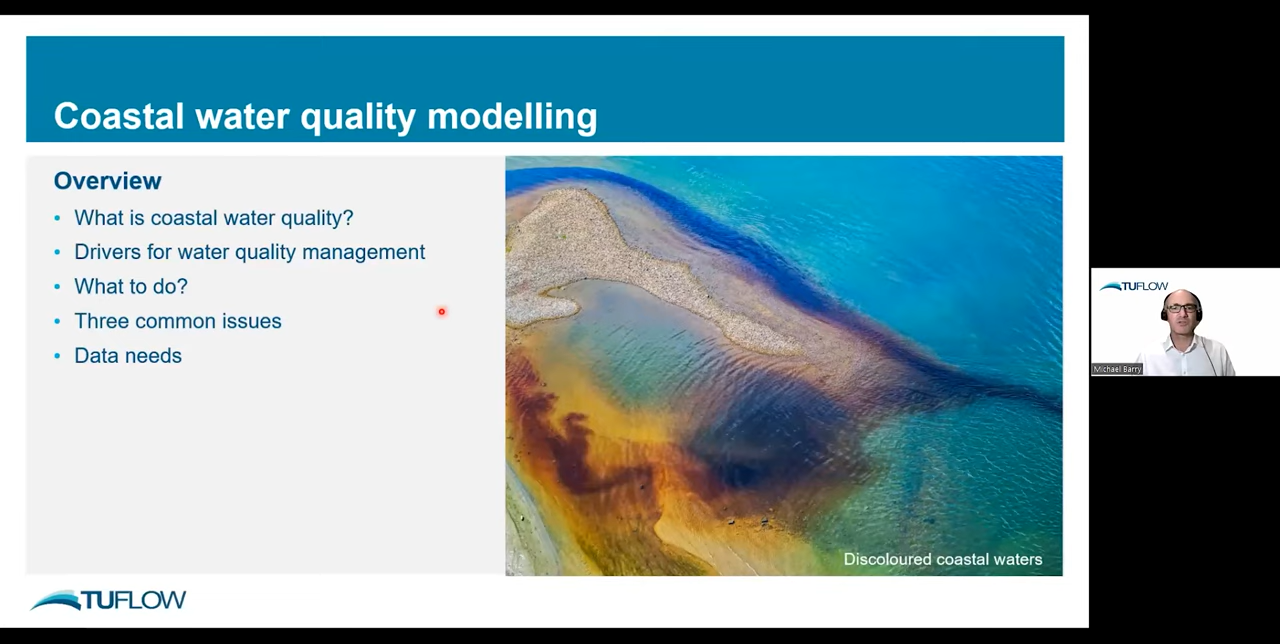 Coastal water quality modelling
Overview
• What is coastal water quality?
• Drivers for water quality management
• What to do?
• Three common issues
• Data needs
Discoloured coastal waters
TUFLOW
TUFLOW
Michael Barry